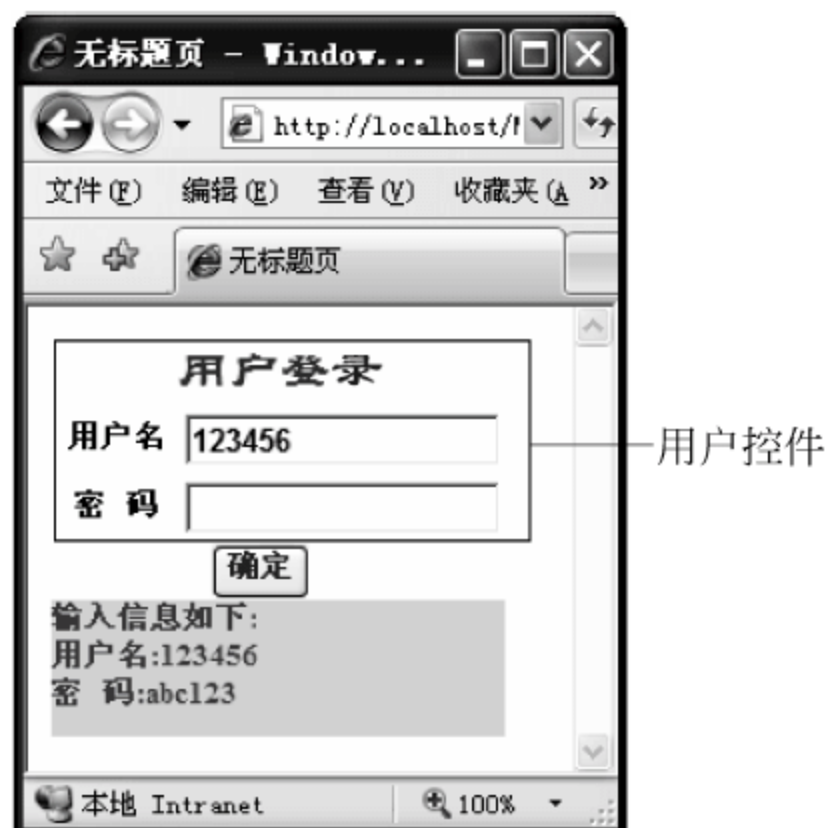 无标题页 - Window...
http://localhost/
文件(F) 编辑(E) 查看(V) 收藏夹(A »
无标题页
用户登录
用户名 123456
用户控件
密 码
确定
输入信息如下:
用户名:123456
密 码:abc123
本地 Intranet 100%